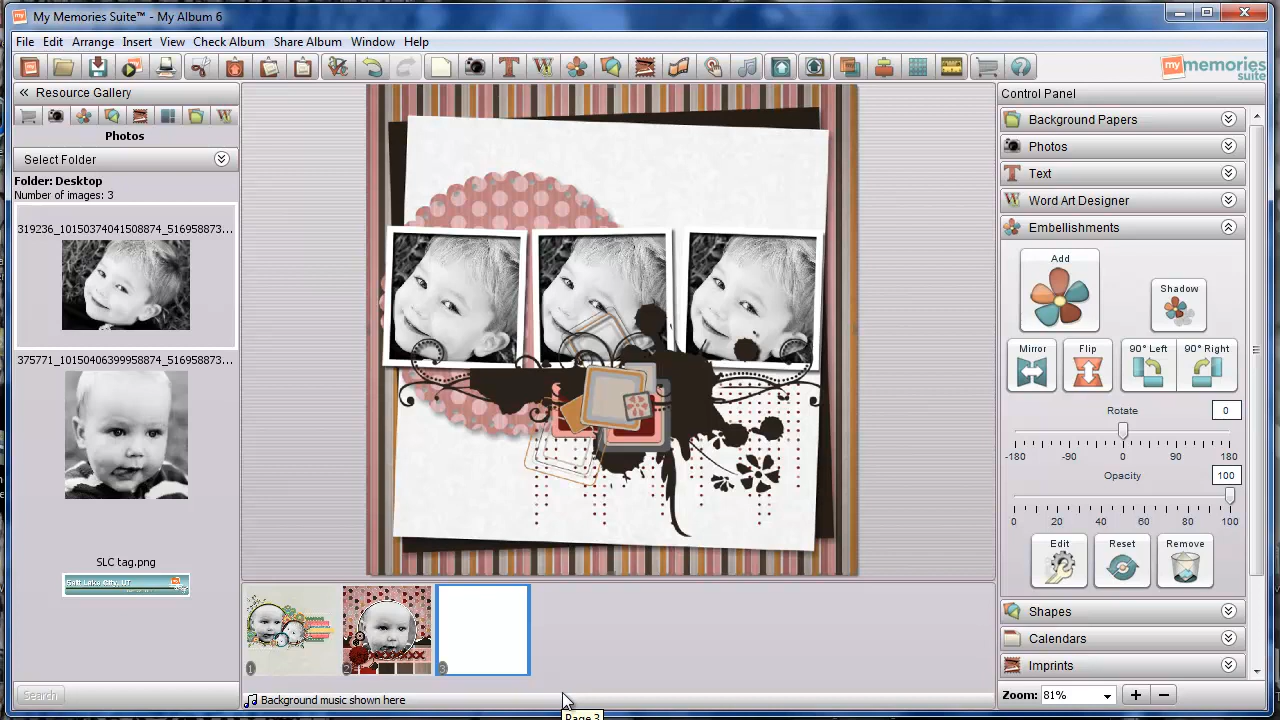 My Memories Suite™ - My Album 6
File Edit Arrange Insert View Check Album Share Album Window Help
my memories suite
Resource Gallery
Photos
Select Folder
Folder: Desktop
Number of images: 3
319236_10150374041508874_516958873...
375771_10150406399958874_516958873...
SLC tag.png
Salt Lake City, UT
Search
1
2
3
Background music shown here
Page 3
Control Panel
Background Papers
Photos
Text
Word Art Designer
Embellishments
Add
Shadow
Mirror Flip 90° Left 90° Right
Rotate 0
-180 -90 0 90 180
Opacity 100
0 20 40 60 80 100
Edit Reset Remove
Shapes
Calendars
Imprints
Zoom: 81%